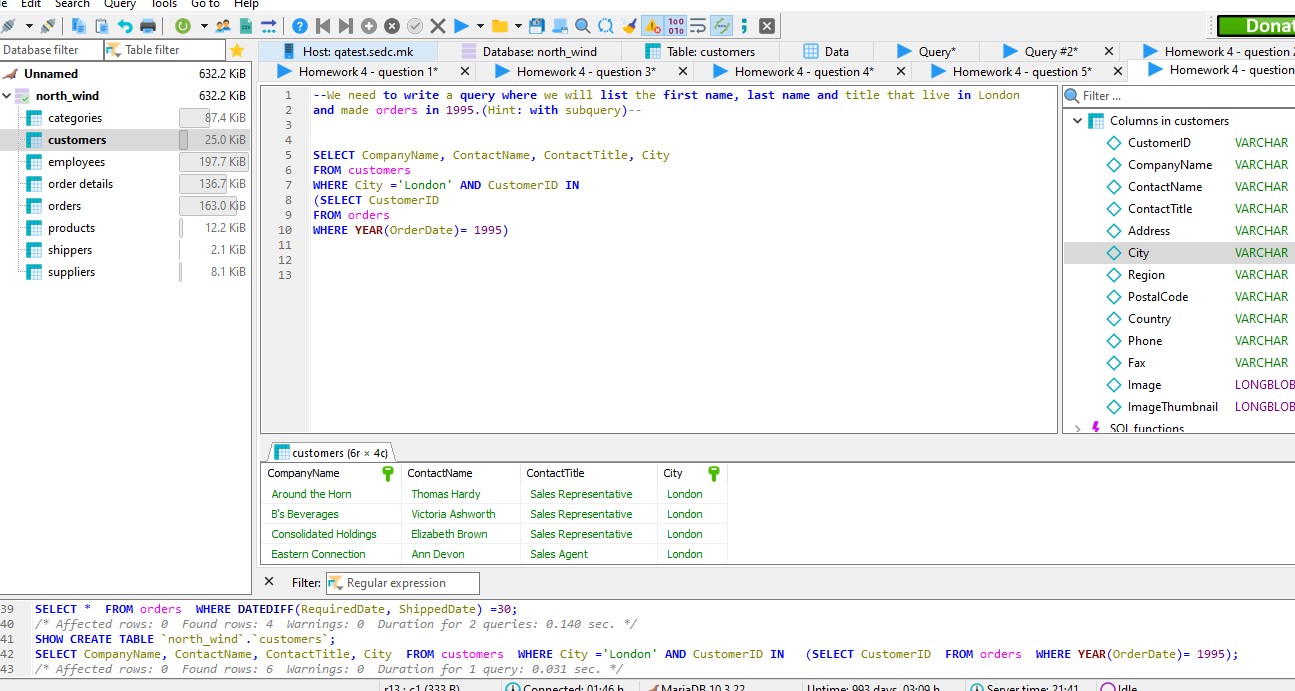 Edit Search Query Tools Go to Help
Donat
Database filter Table filter
Host: qatest.sedc.mk Database: north_wind Table: customers Data Query* Query #2* Homework 4 - question
Homework 4 - question 1* Homework 4 - question 3* Homework 4 - question 4* Homework 4 - question 5* Homework 4 - question
Unnamed 632.2 KiB
north_wind 632.2 KiB
categories 87.4 KiB
customers 25.0 KiB
employees 197.7 KiB
order details 136.7 KiB
orders 163.0 KiB
products 12.2 KiB
shippers 2.1 KiB
suppliers 8.1 KiB
1 --We need to write a query where we will list the first name, last name and title that live in London
2 and made orders in 1995.(Hint: with subquery)--
3
4
5 SELECT CompanyName, ContactName, ContactTitle, City
6 FROM customers
7 WHERE City ='London' AND CustomerID IN
8 (SELECT CustomerID
9 FROM orders
10 WHERE YEAR(OrderDate)= 1995)
11
12
13
Filter ...
Columns in customers
CustomerID VARCHAR
CompanyName VARCHAR
ContactName VARCHAR
ContactTitle VARCHAR
Address VARCHAR
City VARCHAR
Region VARCHAR
PostalCode VARCHAR
Country VARCHAR
Phone VARCHAR
Fax VARCHAR
Image LONGBLOB
ImageThumbnail LONGBLOB
SQL functions
customers (6r × 4c)
CompanyName ContactName ContactTitle City
Around the Horn Thomas Hardy Sales Representative London
B's Beverages Victoria Ashworth Sales Representative London
Consolidated Holdings Elizabeth Brown Sales Representative London
Eastern Connection Ann Devon Sales Agent London
Filter: Regular expression
39 SELECT * FROM orders WHERE DATEDIFF(RequiredDate, ShippedDate) =30;
40 /* Affected rows: 0 Found rows: 4 Warnings: 0 Duration for 2 queries: 0.140 sec. */
41 SHOW CREATE TABLE `north_wind`.`customers`;
42 SELECT CompanyName, ContactName, ContactTitle, City FROM customers WHERE City ='London' AND CustomerID IN (SELECT CustomerID FROM orders WHERE YEAR(OrderDate)= 1995);
43 /* Affected rows: 0 Found rows: 6 Warnings: 0 Duration for 1 query: 0.031 sec. */
r13 : c1 (333 B) Connected: 01:46 h MariaDB 10.3.22 Uptime: 993 days, 03:09 h Server time: 21:41 Idle.